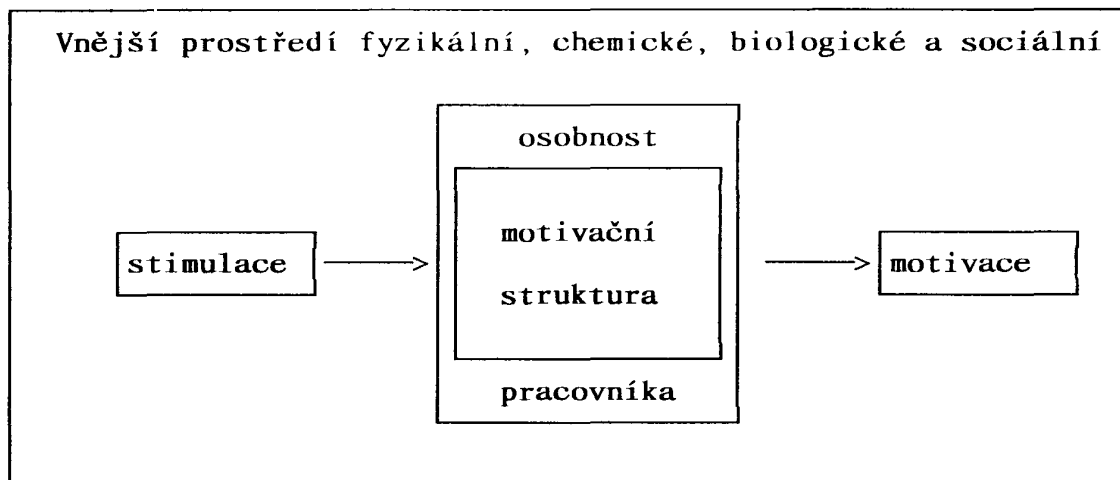 Vnější prostředí fyzikální, chemické, biologické a sociální
osobnost
motivační
stimulace
motivace
struktura
pracovníka